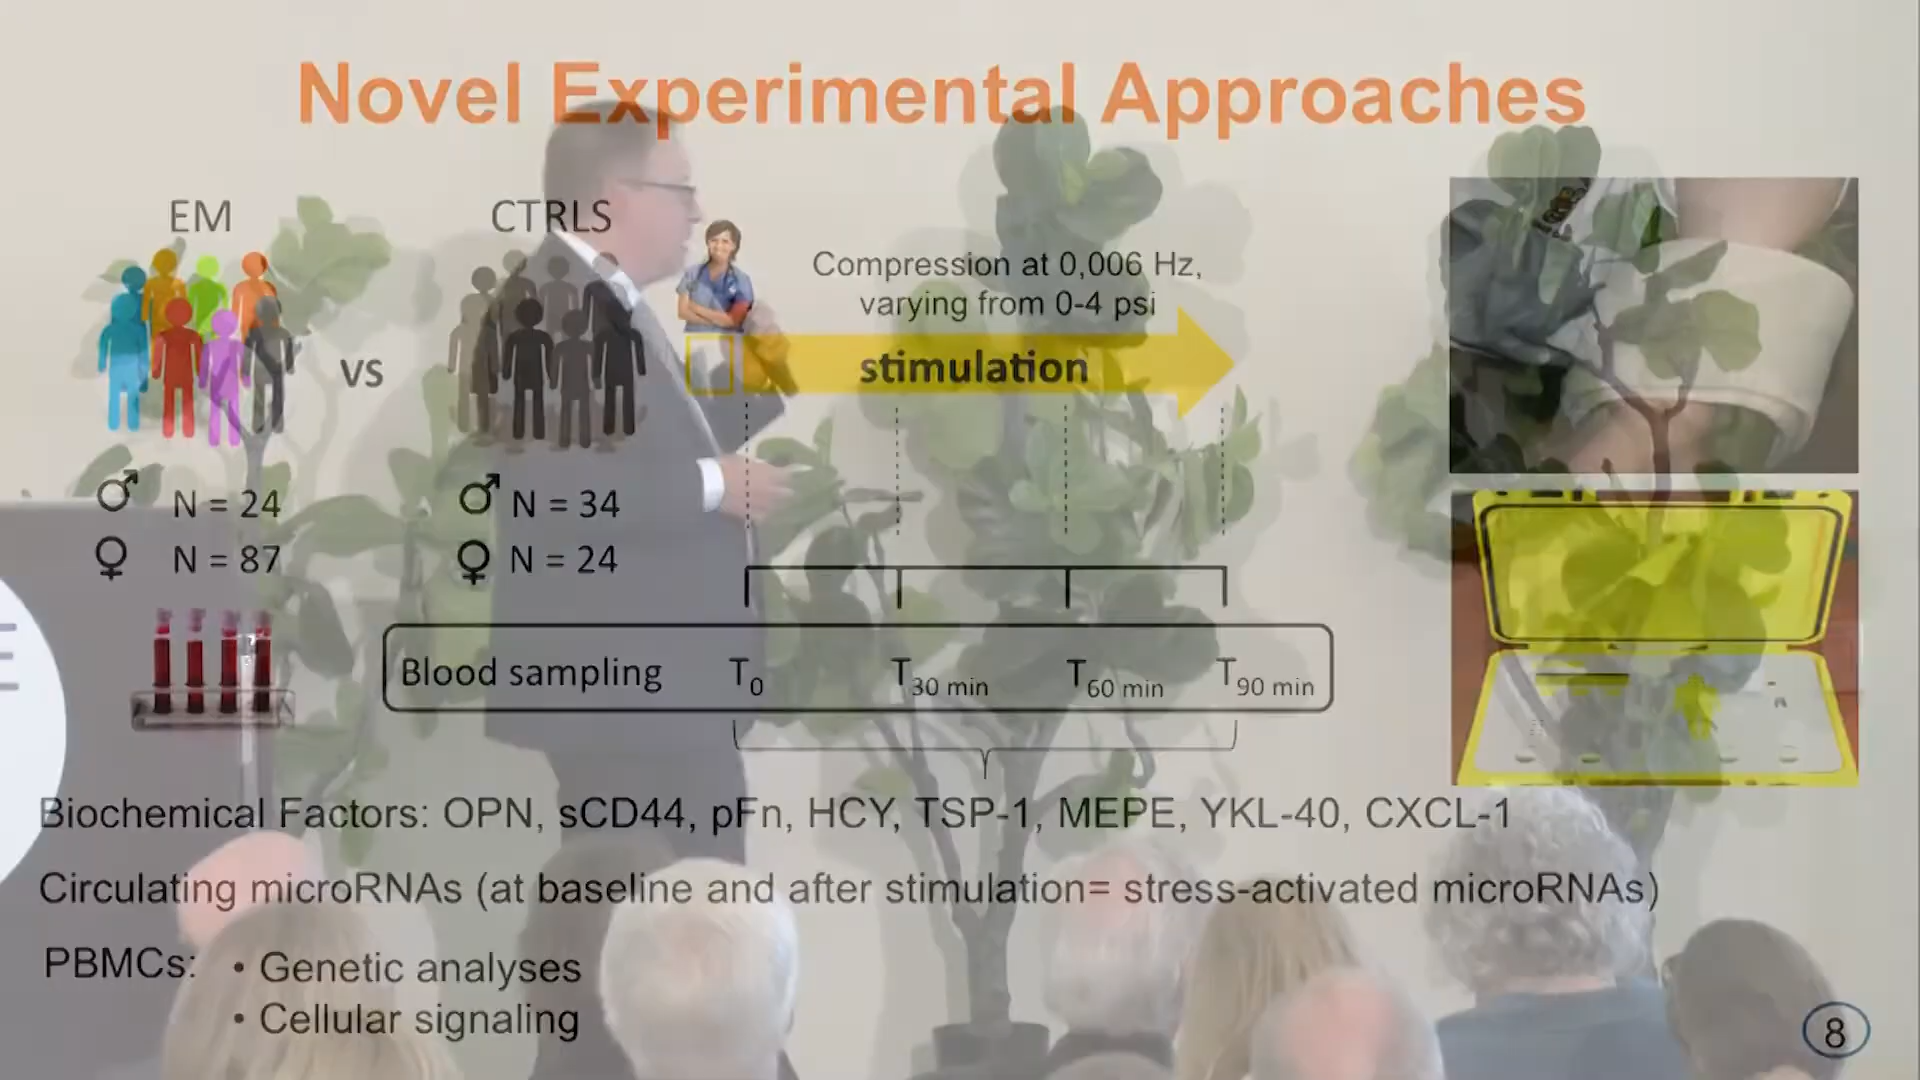 Novel Experimental Approaches
EM
CTRLS
vs
Compression at 0,006 Hz,
varying from 0-4 psi
stimulation
♂ N = 24
♀ N = 87
♂ N = 34
♀ N = 24
Blood sampling T0 T30 min T60 min T90 min
Biochemical Factors: OPN, sCD44, pFn, HCY, TSP-1, MEPE, YKL-40, CXCL-1
Circulating microRNAs (at baseline and after stimulation= stress-activated microRNAs)
PBMCs: • Genetic analyses
• Cellular signaling
8